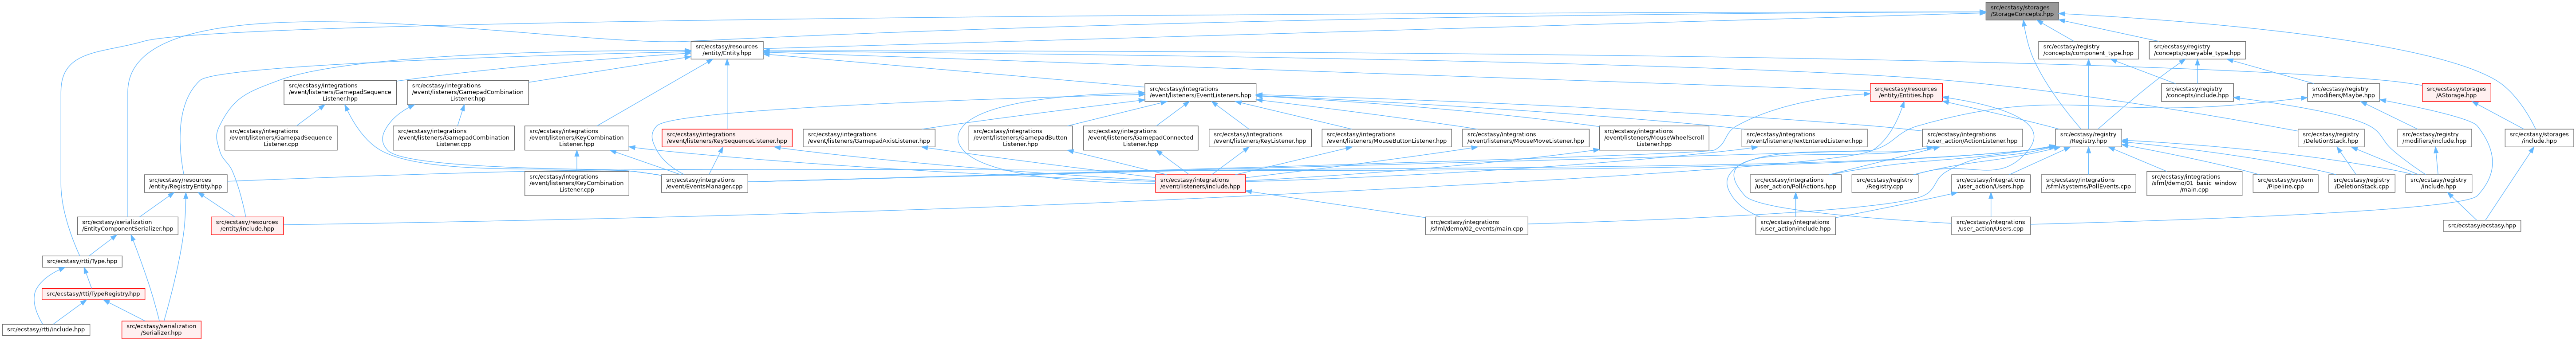 src/ecstasy/storages
/StorageConcepts.hpp
src/ecstasy/resources
entity/Entity.hpp
src/ecstasy/registry
/concepts/component_type.hpp
src/ecstasy/registry
/concepts/queryable_type.hpp
src/ecstasy/integrations
/event/listeners/GamepadSequence
Listener.hpp
src/ecstasy/integrations
/event/listeners/GamepadCombination
Listener.hpp
src/ecstasy/integrations
/event/listeners/EventListeners.hpp
src/ecstasy/resources
/entity/Entities.hpp
src/ecstasy/registry
/concepts/include.hpp
src/ecstasy/registry
/modifiers/Maybe.hpp
src/ecstasy/storages
/AStorage.hpp
src/ecstasy/integrations
/event/listeners/GamepadSequence
Listener.cpp
src/ecstasy/integrations
/event/listeners/GamepadCombination
Listener.cpp
src/ecstasy/integrations
/event/listeners/KeyCombination
Listener.hpp
src/ecstasy/integrations
/event/listeners/KeySequenceListener.hpp
src/ecstasy/integrations
/event/listeners/GamepadAxisListener.hpp
src/ecstasy/integrations
/event/listeners/GamepadButton
Listener.hpp
src/ecstasy/integrations
/event/listeners/GamepadConnected
Listener.hpp
src/ecstasy/integrations
/event/listeners/KeyListener.hpp
src/ecstasy/integrations
/event/listeners/MouseButtonListener.hpp
src/ecstasy/integrations
/event/listeners/MouseMoveListener.hpp
src/ecstasy/integrations
/event/listeners/MouseWheelScroll
Listener.hpp
src/ecstasy/integrations
/event/listeners/TextEnteredListener.hpp
src/ecstasy/integrations
/user_action/ActionListener.hpp
src/ecstasy/registry
/Registry.hpp
src/ecstasy/registry
/DeletionStack.hpp
src/ecstasy/registry
/modifiers/include.hpp
src/ecstasy/storages
/include.hpp
src/ecstasy/resources
/entity/RegistryEntity.hpp
src/ecstasy/integrations
/event/listeners/KeyCombination
Listener.cpp
src/ecstasy/integrations
/event/EventsManager.cpp
src/ecstasy/integrations
/event/listeners/include.hpp
src/ecstasy/integrations
/user_action/PollActions.hpp
src/ecstasy/registry
/Registry.cpp
src/ecstasy/integrations
/user_action/Users.hpp
src/ecstasy/integrations
/sfml/systems/PollEvents.cpp
src/ecstasy/integrations
/sfml/demo/01_basic_window
/main.cpp
src/ecstasy/system
/Pipeline.cpp
src/ecstasy/registry
/DeletionStack.cpp
src/ecstasy/registry
/include.hpp
src/ecstasy/serialization
/EntityComponentSerializer.hpp
src/ecstasy/resources
entity/include.hpp
src/ecstasy/integrations
/sfml/demo/02_events/main.cpp
src/ecstasy/integrations
/user_action/include.hpp
src/ecstasy/integrations
/user_action/Users.cpp
src/ecstasy/ecstasy.hpp
src/ecstasy/rtti/Type.hpp
src/ecstasy/rtti/TypeRegistry.hpp
src/ecstasy/rtti/include.hpp
src/ecstasy/serialization
/Serializer.hpp